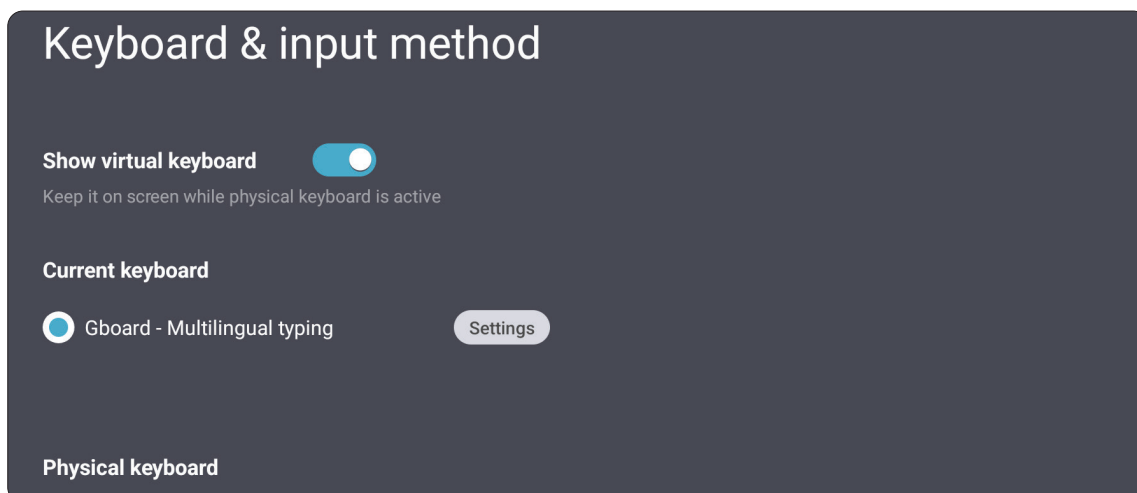 Keyboard & input method
Show virtual keyboard
Keep it on screen while physical keyboard is active
Current keyboard
Gboard - Multilingual typing
Settings
Physical keyboard